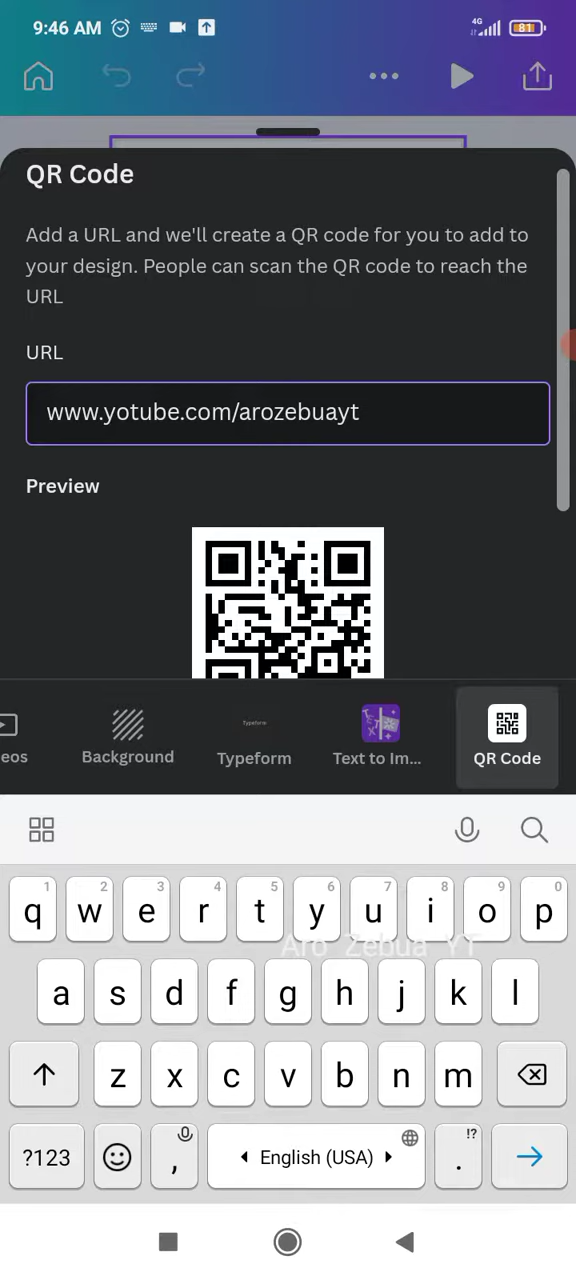 9:46 AM
4G
81
QR Code
Add a URL and we'll create a QR code for you to add to
your design. People can scan the QR code to reach the
URL
URL
www.yotube.com/arozebuayt
Preview
eos
Background
Typeform
Typeform
Text to Im...
QR Code
1 2 3 4 5 6 7 8 9 0
q w e r t y u i o p
Aro Zebua YT
a s d f g h j k l
z x c v b n m
!?
?123 , English (USA) .